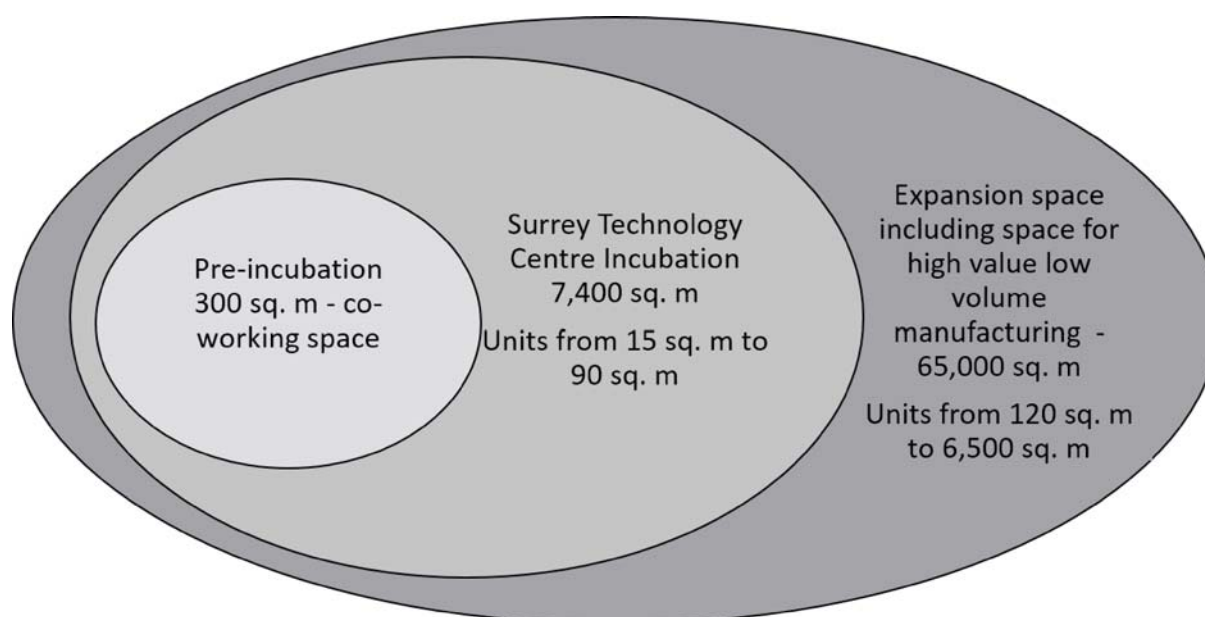 Pre-incubation
300 sq. m - co-
working space
Surrey Technology
Centre Incubation
7,400 sq. m
Units from 15 sq. m to
90 sq. m
Expansion space
including space for
high value low
volume
manufacturing -
65,000 sq. m
Units from 120 sq. m
to 6,500 sq. m